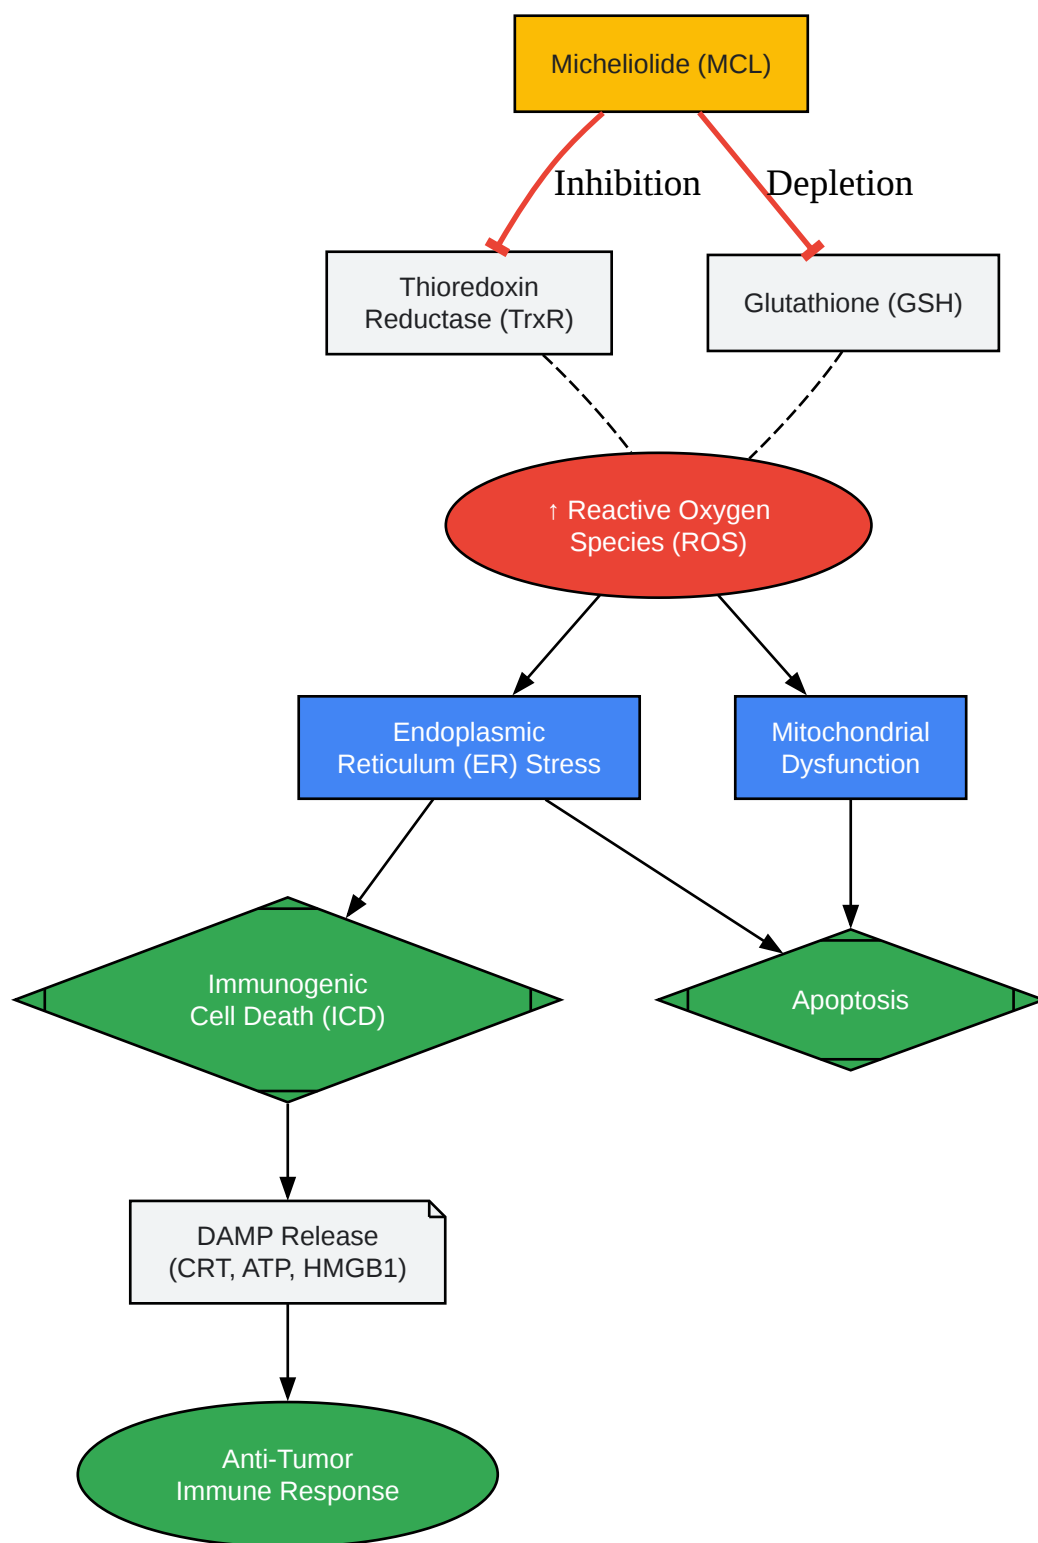 Micheliolide (MCL)
Inhibition
Depletion
Thioredoxin
Reductase (TrxR)
Glutathione (GSH)
↑ Reactive Oxygen
Species (ROS)
Endoplasmic
Reticulum (ER) Stress
Mitochondrial
Dysfunction
Immunogenic
Cell Death (ICD)
Apoptosis
DAMP Release
(CRT, ATP, HMGB1)
Anti-Tumor
Immune Response